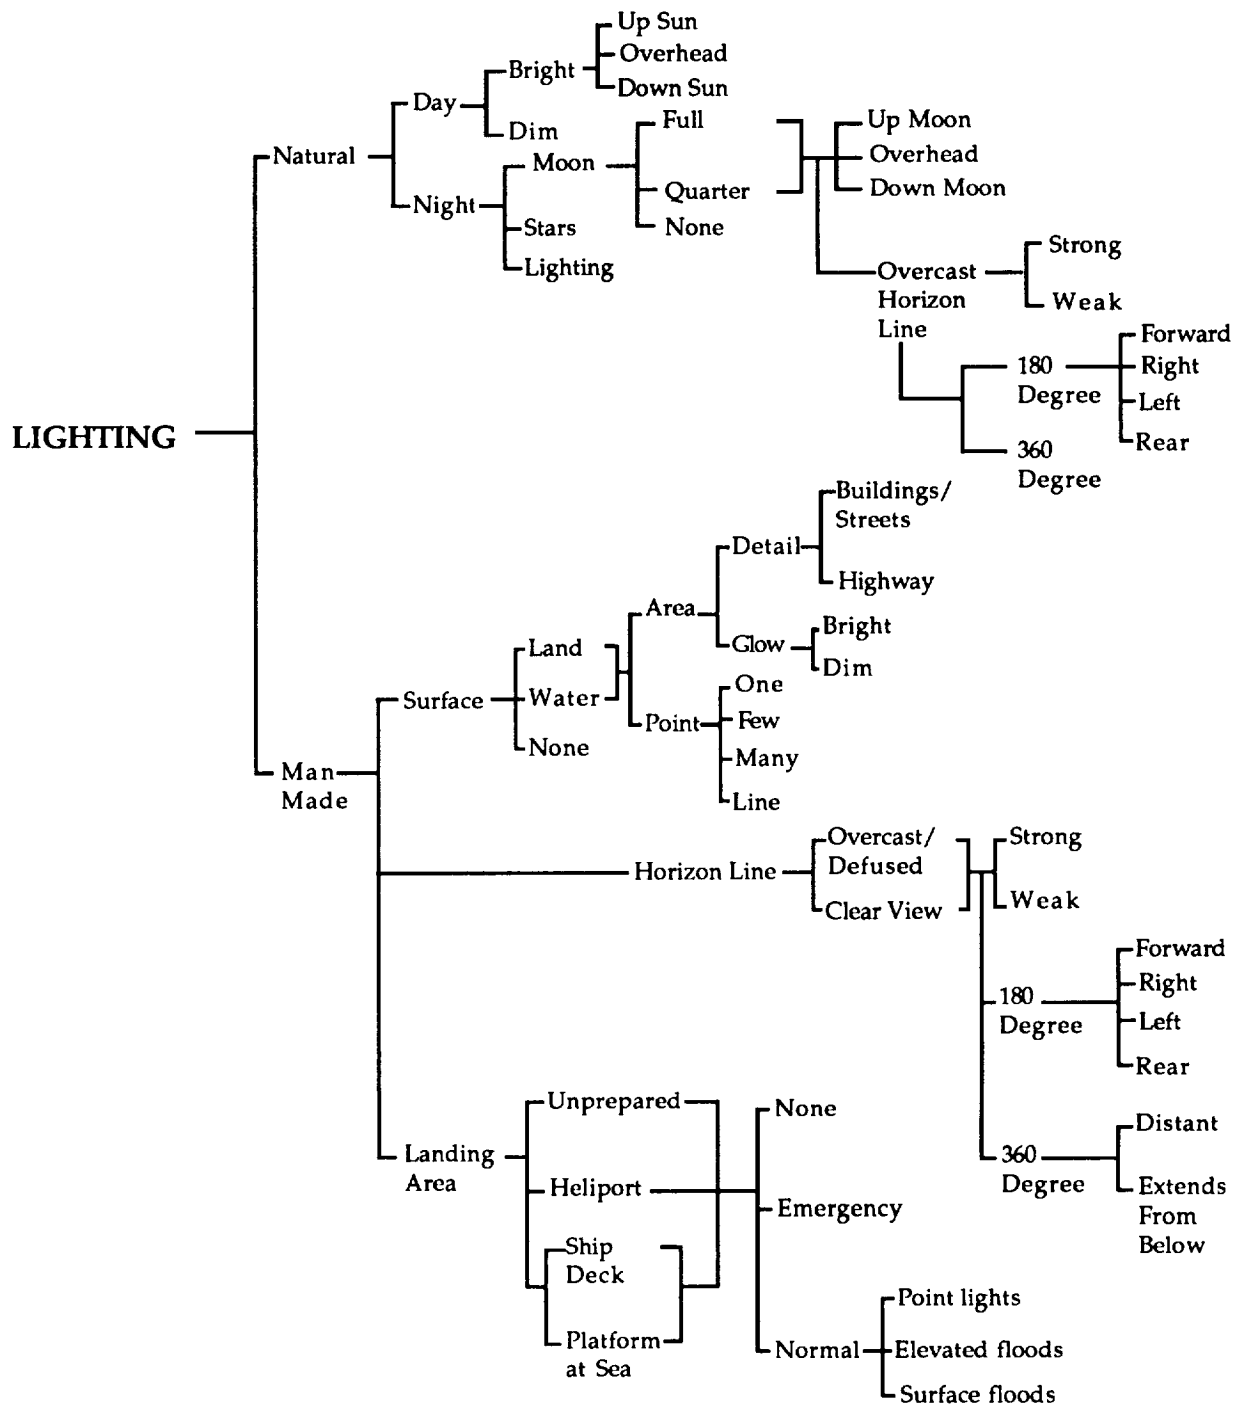 Up Sun
Overhead
Down Sun
Bright
Day
Dim
Full
Up Moon
Natural
Moon
Overhead
Quarter
Down Moon
Night
Stars
None
Lighting
Strong
Overcast
Horizon
Line
Weak
Forward
180
Degree
Right
Left
Rear
360
Degree
LIGHTING
Buildings/
Streets
Detail
Highway
Area
Glow
Bright
Dim
Land
Surface
Water
None
Point
One
Few
Many
Line
Man
Made
Horizon Line
Overcast/
Defused
Clear View
Strong
Weak
Forward
180
Degree
Right
Left
Rear
Distant
360
Degree
Extends
From
Below
Landing
Area
Unprepared
Heliport
Ship
Deck
Platform
at Sea
None
Emergency
Normal
Point lights
Elevated floods
Surface floods